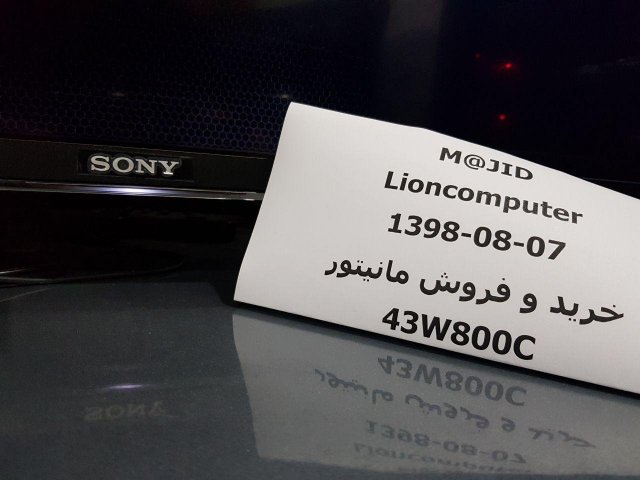 SONY
M@JID
Lioncomputer
1398-08-07
خرید و فروش مانیتور
43W800C